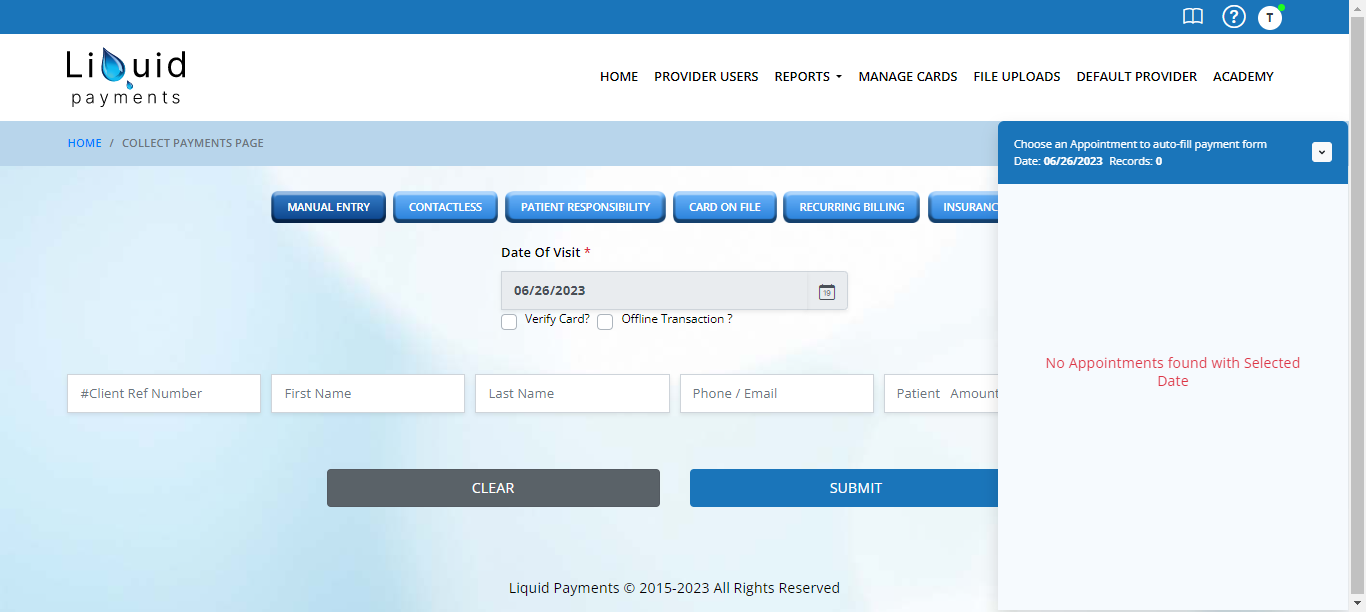 ? T
Liquid
payments
HOME PROVIDER USERS REPORTS MANAGE CARDS FILE UPLOADS DEFAULT PROVIDER ACADEMY
HOME / COLLECT PAYMENTS PAGE
Choose an Appointment to auto-fill payment form
Date: 06/26/2023 Records: 0
MANUAL ENTRY CONTACTLESS PATIENT RESPONSIBILITY CARD ON FILE RECURRING BILLING INSURANC
Date Of Visit *
06/26/2023 19
Verify Card? Offline Transaction ?
No Appointments found with Selected
Date
#Client Ref Number First Name Last Name Phone / Email Patient Amount
CLEAR SUBMIT
Liquid Payments © 2015-2023 All Rights Reserved